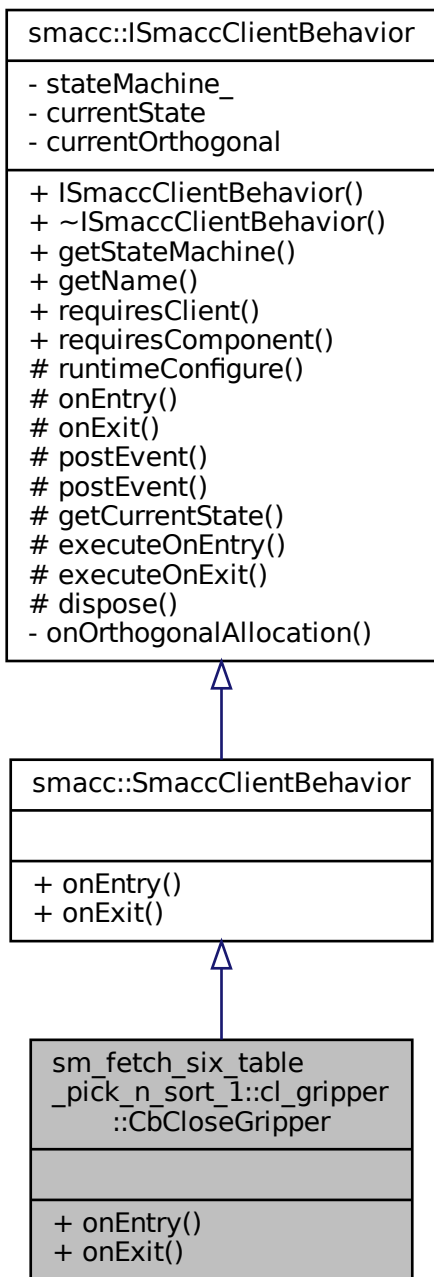 smacc::ISmaccClientBehavior
- stateMachine_
- currentState
- currentOrthogonal
+ ISmaccClientBehavior()
+ ~ISmaccClientBehavior()
+ getStateMachine()
+ getName()
+ requiresClient()
+ requiresComponent()
# runtimeConfigure()
# onEntry()
# onExit()
# postEvent()
# postEvent()
# getCurrentState()
# executeOnEntry()
# executeOnExit()
# dispose()
- onOrthogonalAllocation()
smacc::SmaccClientBehavior
+ onEntry()
+ onExit()
sm_fetch_six_table
_pick_n_sort_1::cl_gripper
::CbCloseGripper
+ onEntry()
+ onExit()